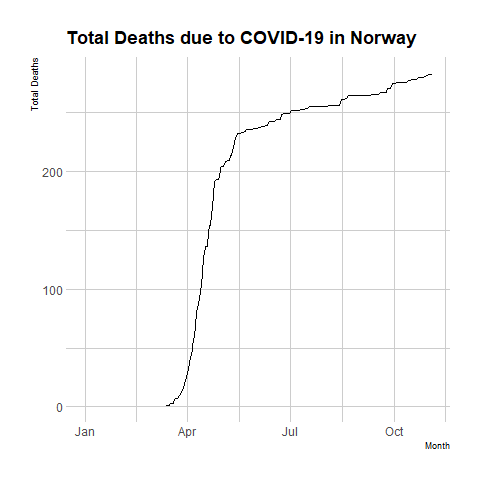 Total Deaths due to COVID-19 in Norway
Total Deaths
200
100
0
Jan Apr Jul Oct
Month